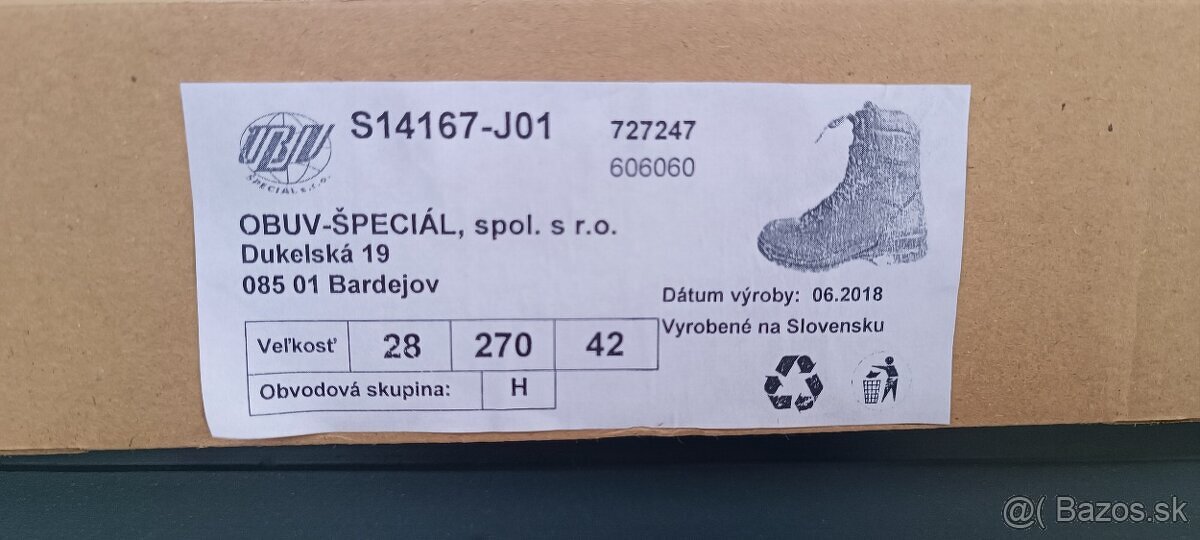 OBUV
ŠPECIÁL s.r.o.
S14167-J01
727247
606060
OBUV-ŠPECIÁL, spol. s r.o.
Dukelská 19
085 01 Bardejov
Dátum výroby: 06.2018
Vyrobené na Slovensku
Veľkosť 28 270 42
Obvodová skupina: H
@( Bazos.sk